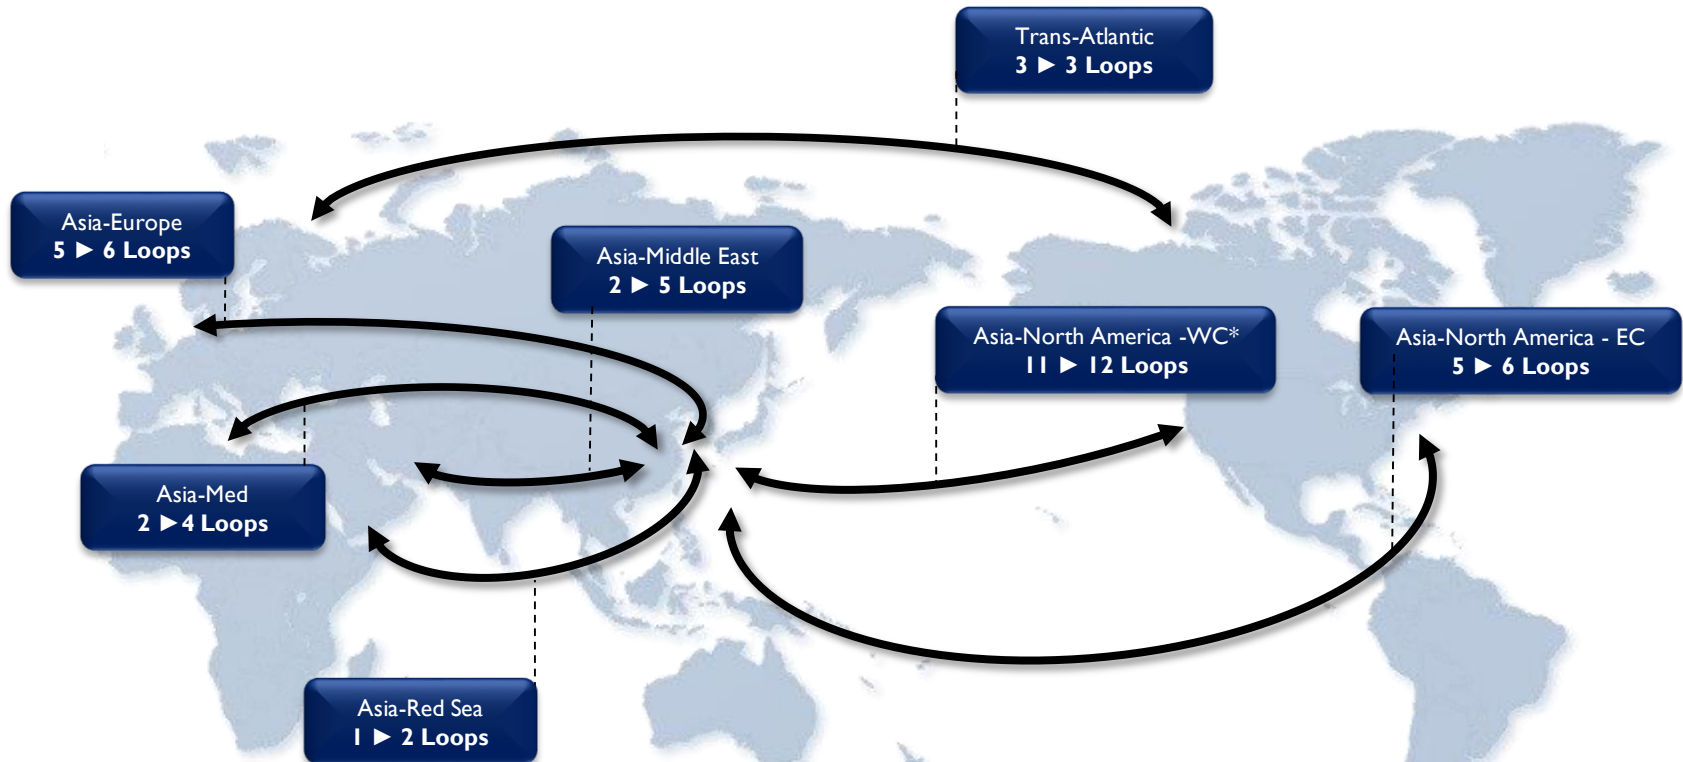 Trans-Atlantic
3 ► 3 Loops
Asia-Europe
5 ► 6 Loops
Asia-Middle East
2 ► 5 Loops
Asia-North America -WC*
11 ► 12 Loops
Asia-North America - EC
5 ► 6 Loops
Asia-Med
2 ►4 Loops
Asia-Red Sea
1 ► 2 Loops